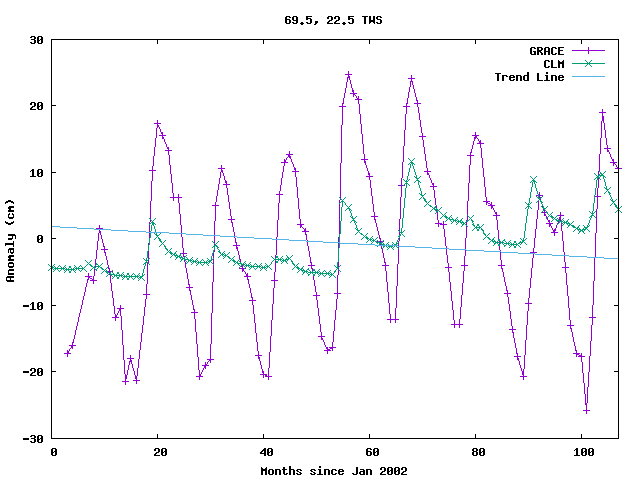 69.5, 22.5 TWS
GRACE
CLM
Trend Line
30
20
10
0
-10
-20
-30
Anomaly (cm)
0 20 40 60 80 100
Months since Jan 2002